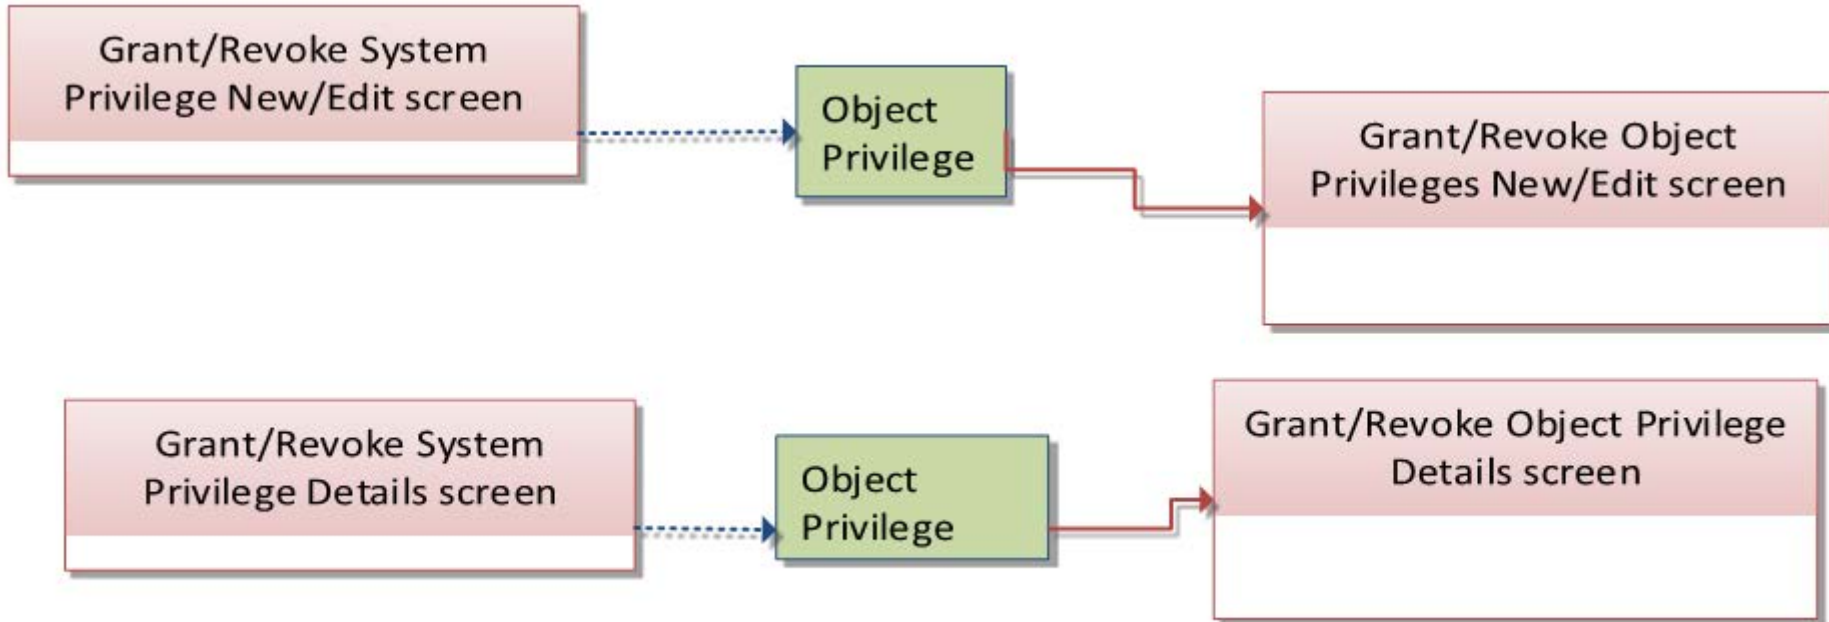 Grant/Revoke System
Privilege New/Edit screen
Object
Privilege
Grant/Revoke Object
Privileges New/Edit screen
Grant/Revoke System
Privilege Details screen
Object
Privilege
Grant/Revoke Object Privilege
Details screen